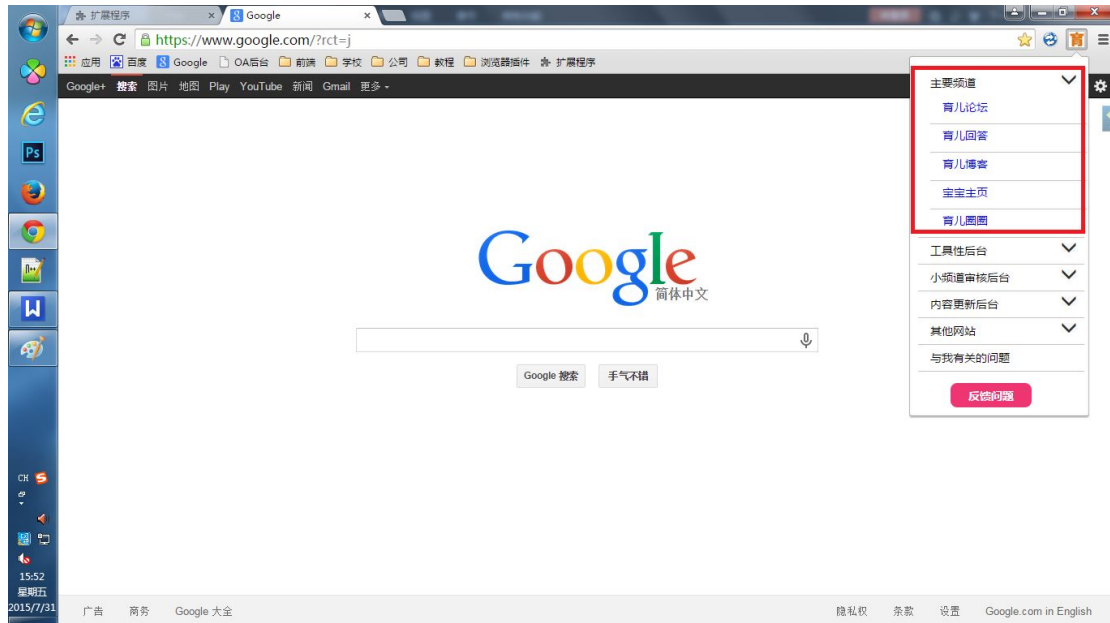 扩展程序
Google
https://www.google.com/?rct=j
应用 百度 Google OA后台 前端 学校 公司 教程 浏览器插件 扩展程序
Google+ 搜索 图片 地图 Play YouTube 新闻 Gmail 更多
育
主要频道
育儿论坛
育儿回答
育儿博客
宝宝主页
育儿圈圈
工具性后台
小频道审核后台
内容更新后台
其他网站
与我有关的问题
反馈问题
Google
简体中文
Google 搜索 手气不错
Ps
CH
15:52
星期五
2015/7/31
广告 商务 Google 大全 隐私权 条款 设置 Google.com in English